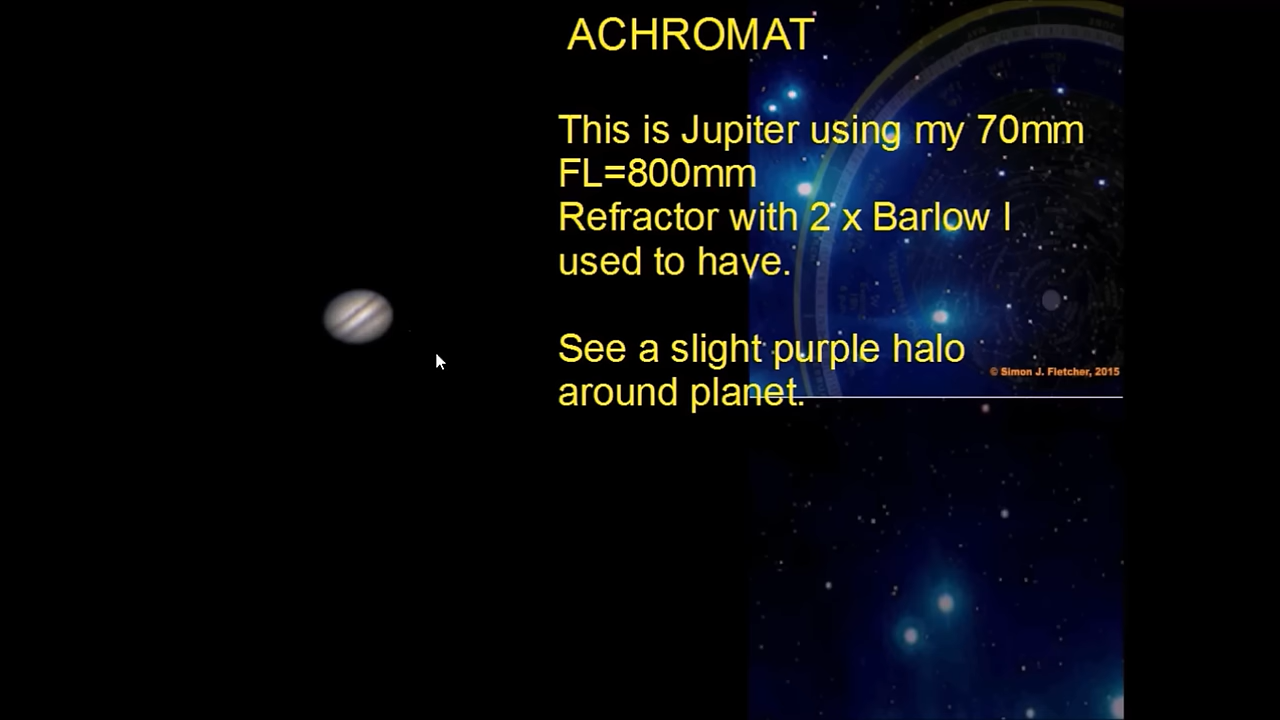 ACHROMAT
This is Jupiter using my 70mm
FL=800mm
Refractor with 2 x Barlow I
used to have.
See a slight purple halo
around planet.
© Simon J. Fletcher, 2015